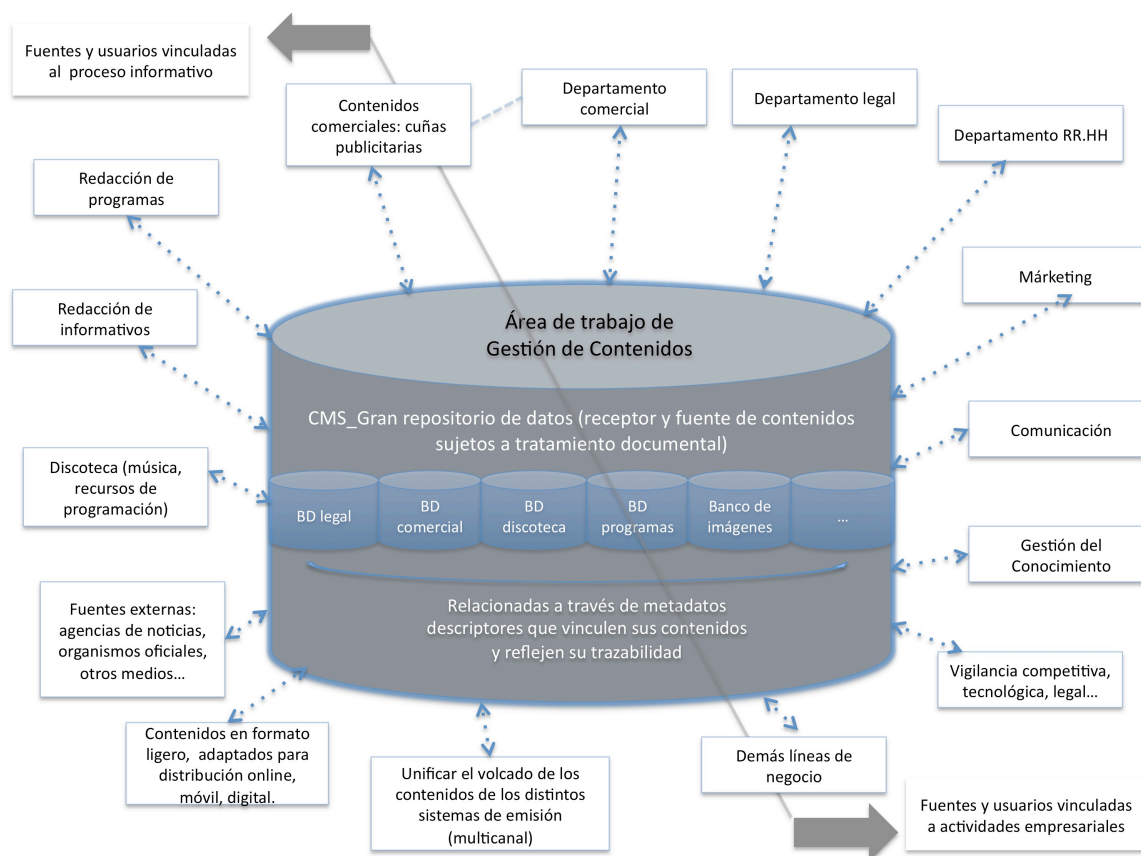 Fuentes y usuarios vinculadas
al proceso informativo
Contenidos
comerciales: cuñas
publicitarias
Departamento
comercial
Departamento legal
Departamento RR.HH
Redacción de
programas
Márketing
Redacción de
informativos
Área de trabajo de
Gestión de Contenidos
CMS_Gran repositorio de datos (receptor y fuente de contenidos
sujetos a tratamiento documental)
Comunicación
Discoteca (música,
recursos de
programación)
BD legal
BD
comercial
BD
discoteca
BD
programas
Banco de
imágenes
...
Gestión del
Conocimiento
Relacionadas a través de metadatos
descriptores que vinculen sus contenidos
y reflejen su trazabilidad
Fuentes externas:
agencias de noticias,
organismos oficiales,
otros medios...
Vigilancia competitiva,
tecnológica, legal...
Contenidos en formato
ligero, adaptados para
distribución online,
móvil, digital.
Unificar el volcado de los
contenidos de los distintos
sistemas de emisión
(multicanal)
Demás líneas de
negocio
Fuentes y usuarios vinculadas
a actividades empresariales